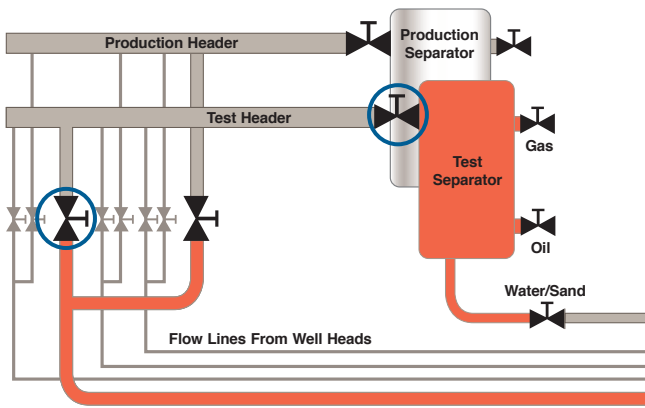 Production Header
Production
Separator
Test Header
Gas
Test
Separator
Oil
Water/Sand
Flow Lines From Well Heads